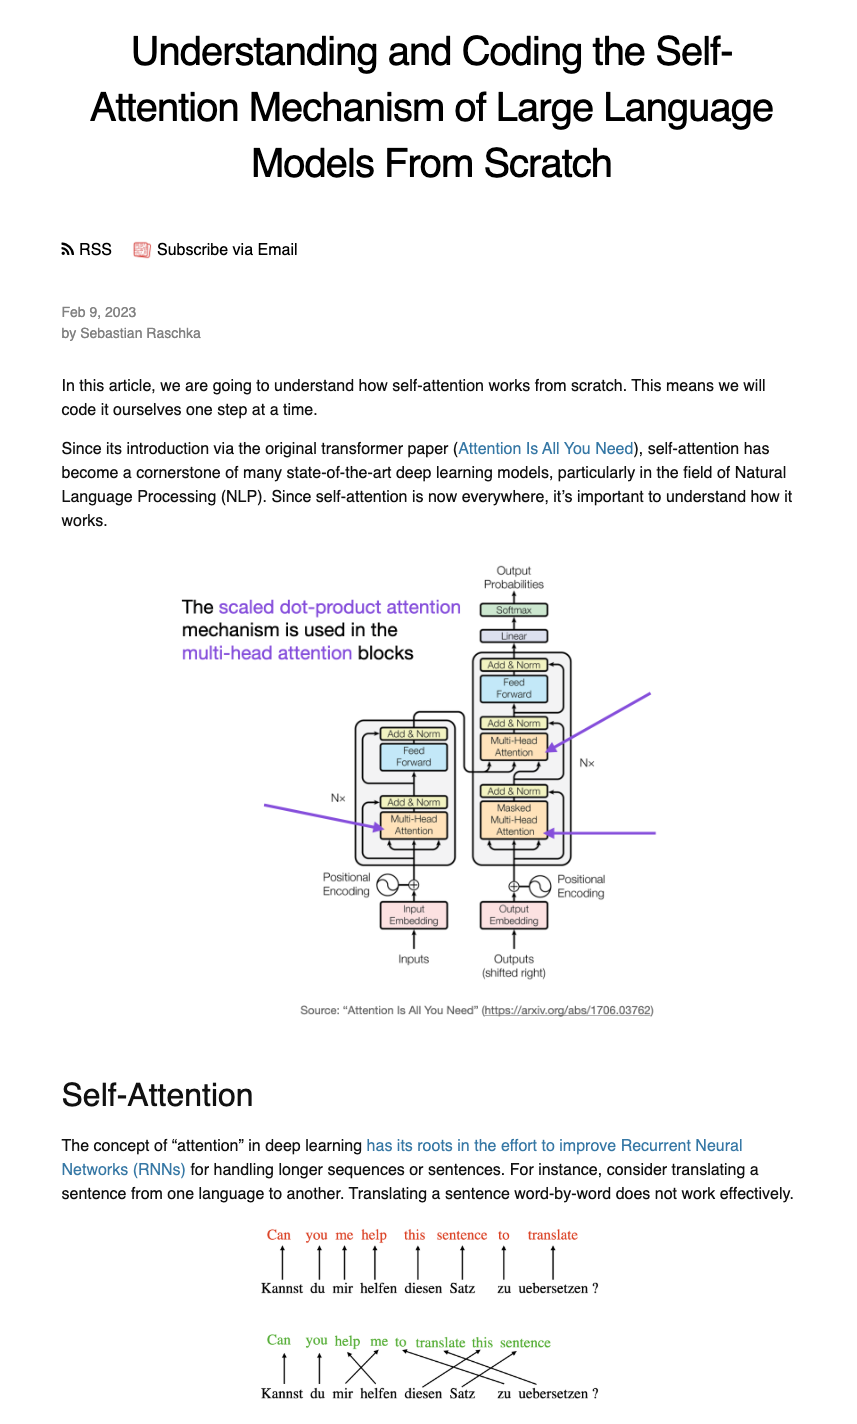 Understanding and Coding the Self-
Attention Mechanism of Large Language
Models From Scratch
RSS Subscribe via Email
Feb 9, 2023
by Sebastian Raschka
In this article, we are going to understand how self-attention works from scratch. This means we will
code it ourselves one step at a time.
Since its introduction via the original transformer paper (Attention Is All You Need), self-attention has
become a cornerstone of many state-of-the-art deep learning models, particularly in the field of Natural
Language Processing (NLP). Since self-attention is now everywhere, it’s important to understand how it
works.
The scaled dot-product attention
mechanism is used in the
multi-head attention blocks
Output
Probabilities
Softmax
Linear
Add & Norm
Feed
Forward
Add & Norm
Multi-Head
Attention
Nx
Add & Norm
Masked
Multi-Head
Attention
Add & Norm
Feed
Forward
Nx
Add & Norm
Multi-Head
Attention
Positional
Encoding
Positional
Encoding
Input
Embedding
Output
Embedding
Inputs
Outputs
(shifted right)
Source: “Attention Is All You Need” (https://arxiv.org/abs/1706.03762)
Self-Attention
The concept of “attention” in deep learning has its roots in the effort to improve Recurrent Neural
Networks (RNNs) for handling longer sequences or sentences. For instance, consider translating a
sentence from one language to another. Translating a sentence word-by-word does not work effectively.
Can you me help this sentence to translate
Kannst du mir helfen diesen Satz zu uebersetzen ?
Can you help me to translate this sentence
Kannst du mir helfen diesen Satz zu uebersetzen ?